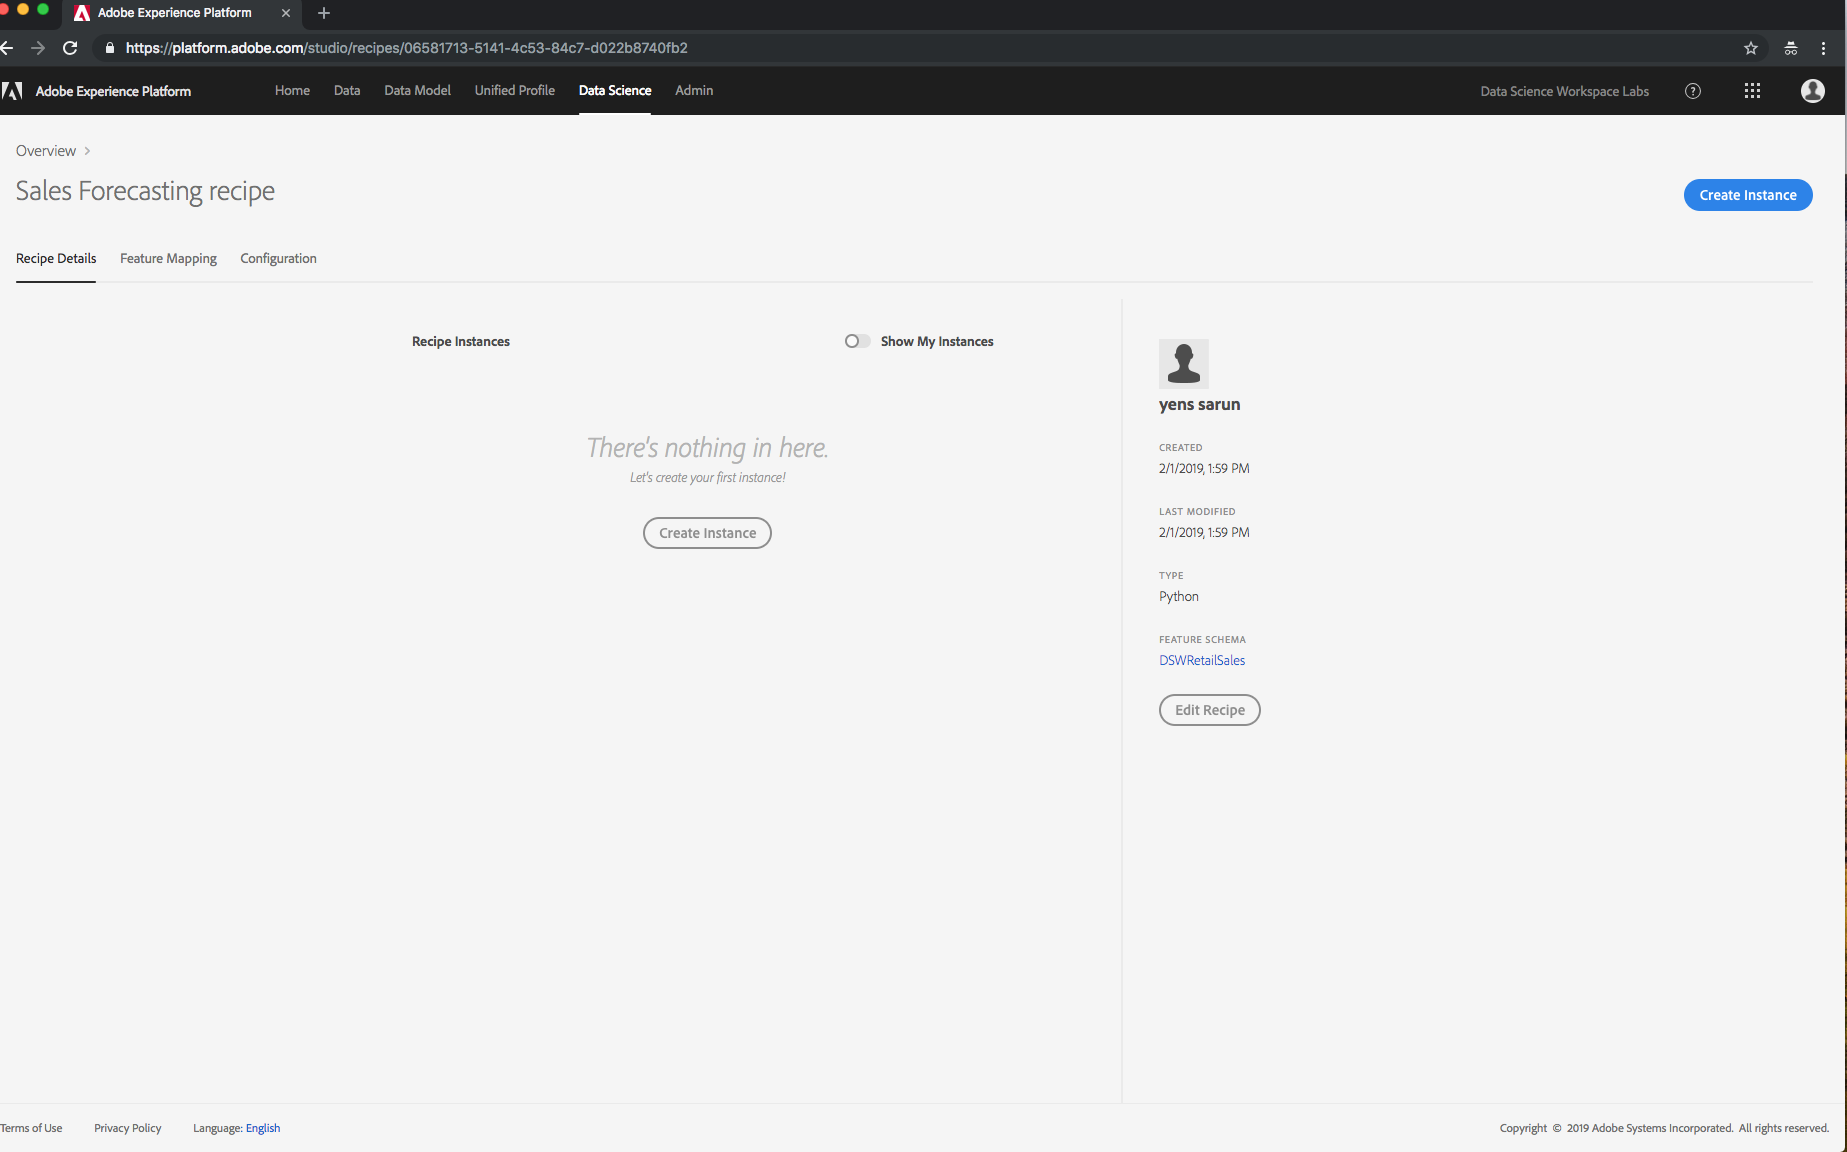 Adobe Experience Platform
https://platform.adobe.com/studio/recipes/06581713-5141-4c53-84c7-d022b8740fb2
Adobe Experience Platform Home Data Data Model Unified Profile Data Science Admin Data Science Workspace Labs
Overview
Sales Forecasting recipe
Create Instance
Recipe Details Feature Mapping Configuration
Recipe Instances Show My Instances
There's nothing in here.
Let's create your first instance!
Create Instance
yens sarun
CREATED
2/1/2019, 1:59 PM
LAST MODIFIED
2/1/2019, 1:59 PM
TYPE
Python
FEATURE SCHEMA
DSWRetailSales
Edit Recipe
Terms of Use Privacy Policy Language: English Copyright © 2019 Adobe Systems Incorporated. All rights reserved.